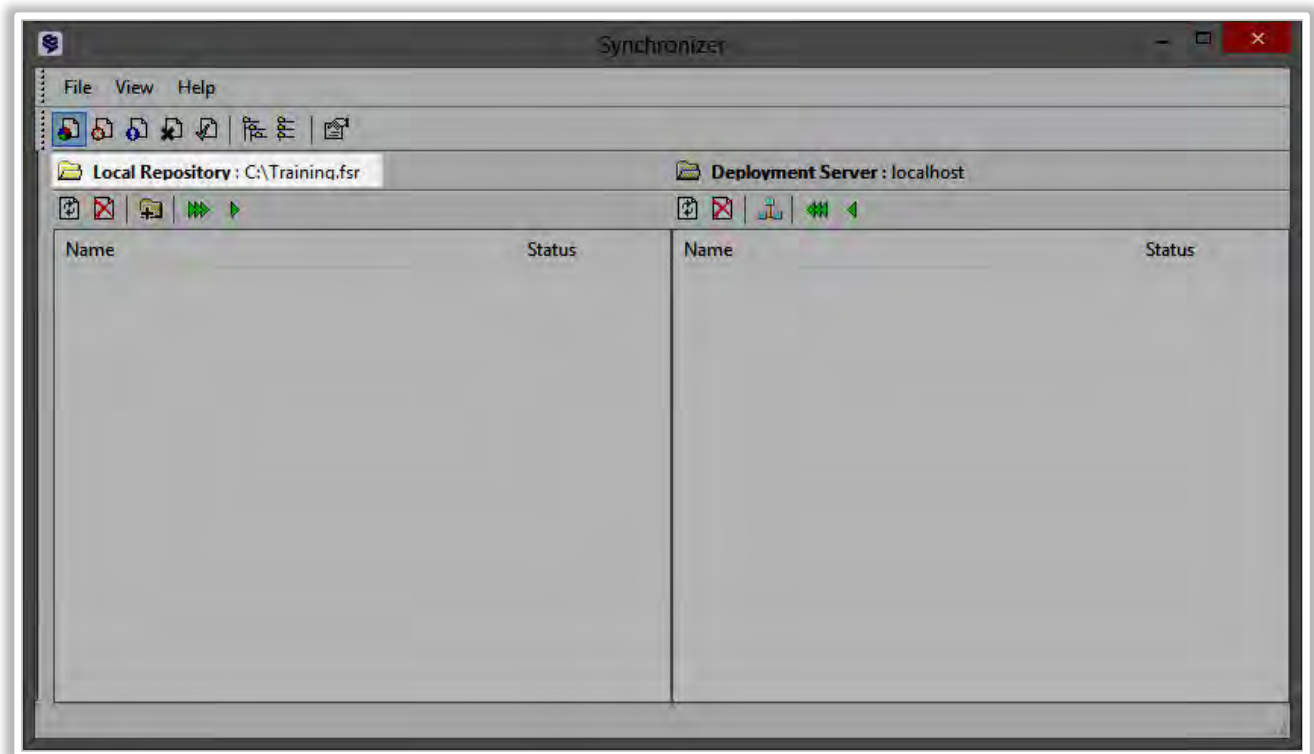 Synchronizer
File View Help
Local Repository : C:\Training.fsr
Deployment Server : localhost
Name Status
Name Status